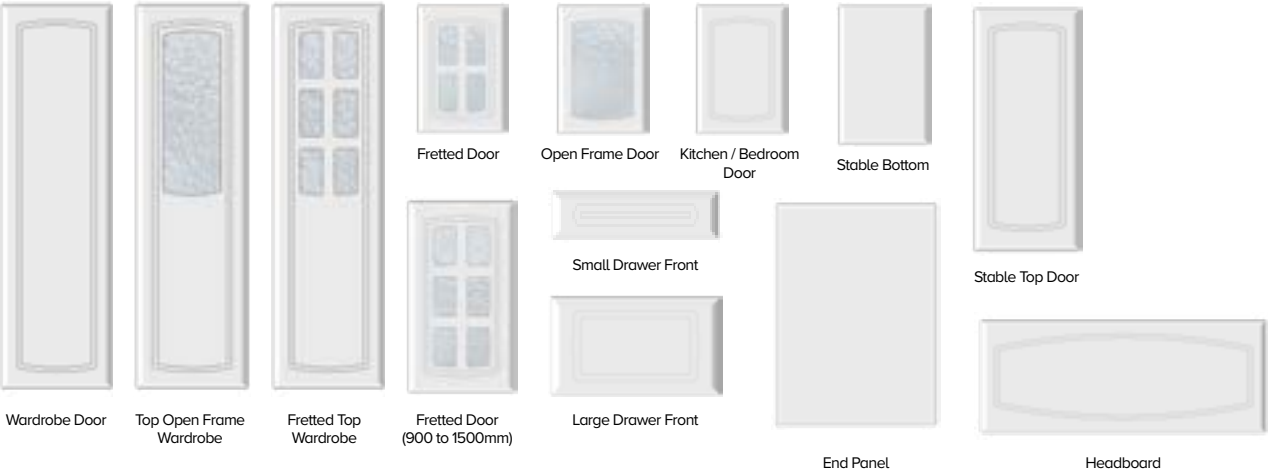 Fretted Door
Open Frame Door
Kitchen / Bedroom
Door
Stable Bottom
Small Drawer Front
Stable Top Door
Wardrobe Door
Top Open Frame
Wardrobe
Fretted Top
Wardrobe
Fretted Door
(900 to 1500mm)
Large Drawer Front
End Panel
Headboard